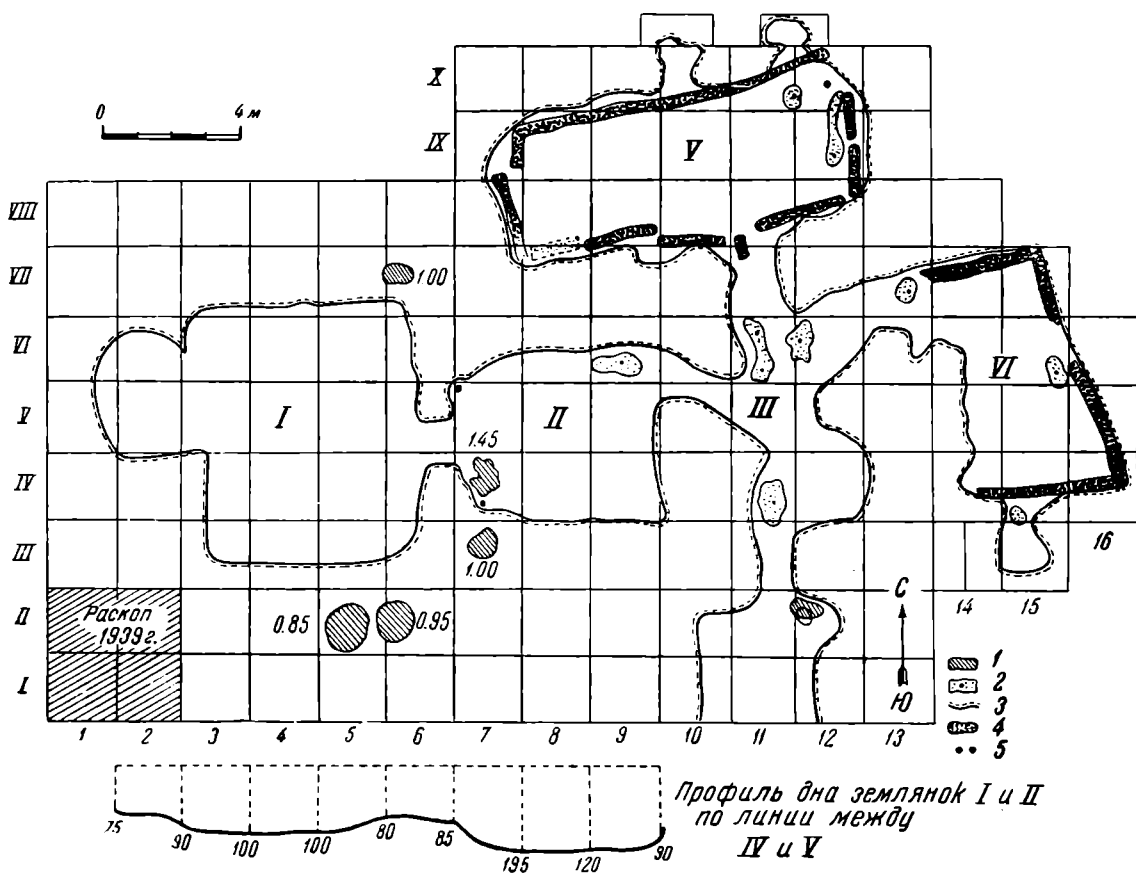 0 4 м
X
IX
V
VIII
VII
1.00
VI
VI
V
I
II
III
1.45
IV
III
1.00
16
Раскоп
1939 г.
II
0.85
0.95
14
15
С
Ю
I
1 2 3 4 5 6 7 8 9 10 11 12 13
1
2
3
4
5
75 90 100 100 80 85 195 120 90
Профиль дна землянок I и II
по линии между
IV и V